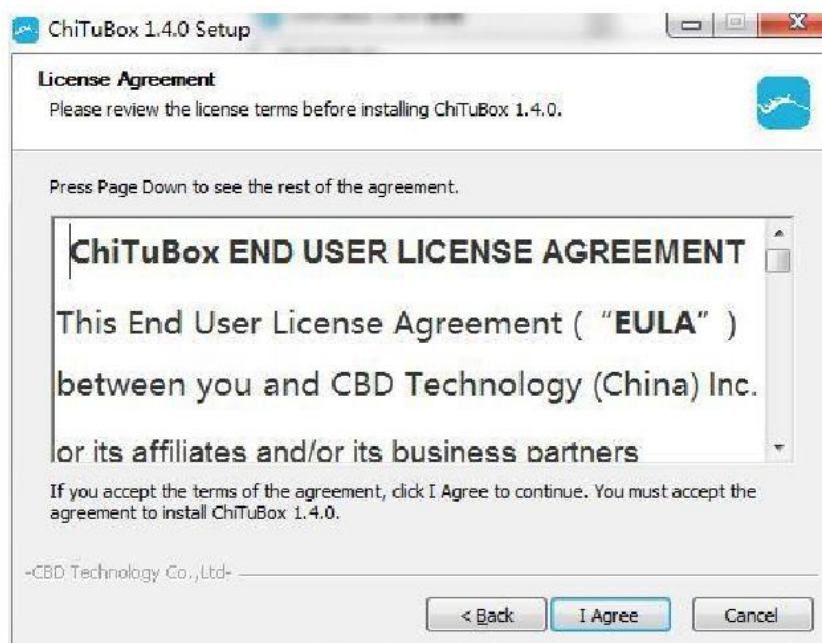 ChiTuBox 1.4.0 Setup
License Agreement
Please review the license terms before installing ChiTuBox 1.4.0.
Press Page Down to see the rest of the agreement.
ChiTuBox END USER LICENSE AGREEMENT
This End User License Agreement ( “EULA” )
between you and CBD Technology (China) Inc.
or its affiliates and/or its business partners
If you accept the terms of the agreement, click I Agree to continue. You must accept the
agreement to install ChiTuBox 1.4.0.
-CBD Technology Co.,Ltd-
< Back
I Agree
Cancel